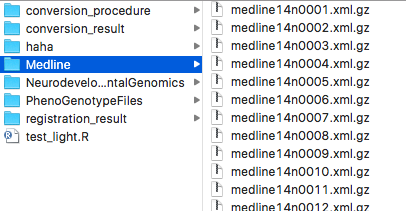 conversion_procedure
conversion_result
haha
Medline
Neurodevelo...ntalGenomics
PhenoGenotypeFiles
registration_result
test_light.R
medline14n0001.xml.gz
medline14n0002.xml.gz
medline14n0003.xml.gz
medline14n0004.xml.gz
medline14n0005.xml.gz
medline14n0006.xml.gz
medline14n0007.xml.gz
medline14n0008.xml.gz
medline14n0009.xml.gz
medline14n0010.xml.gz
medline14n0011.xml.gz
medline14n0012.xml.gz